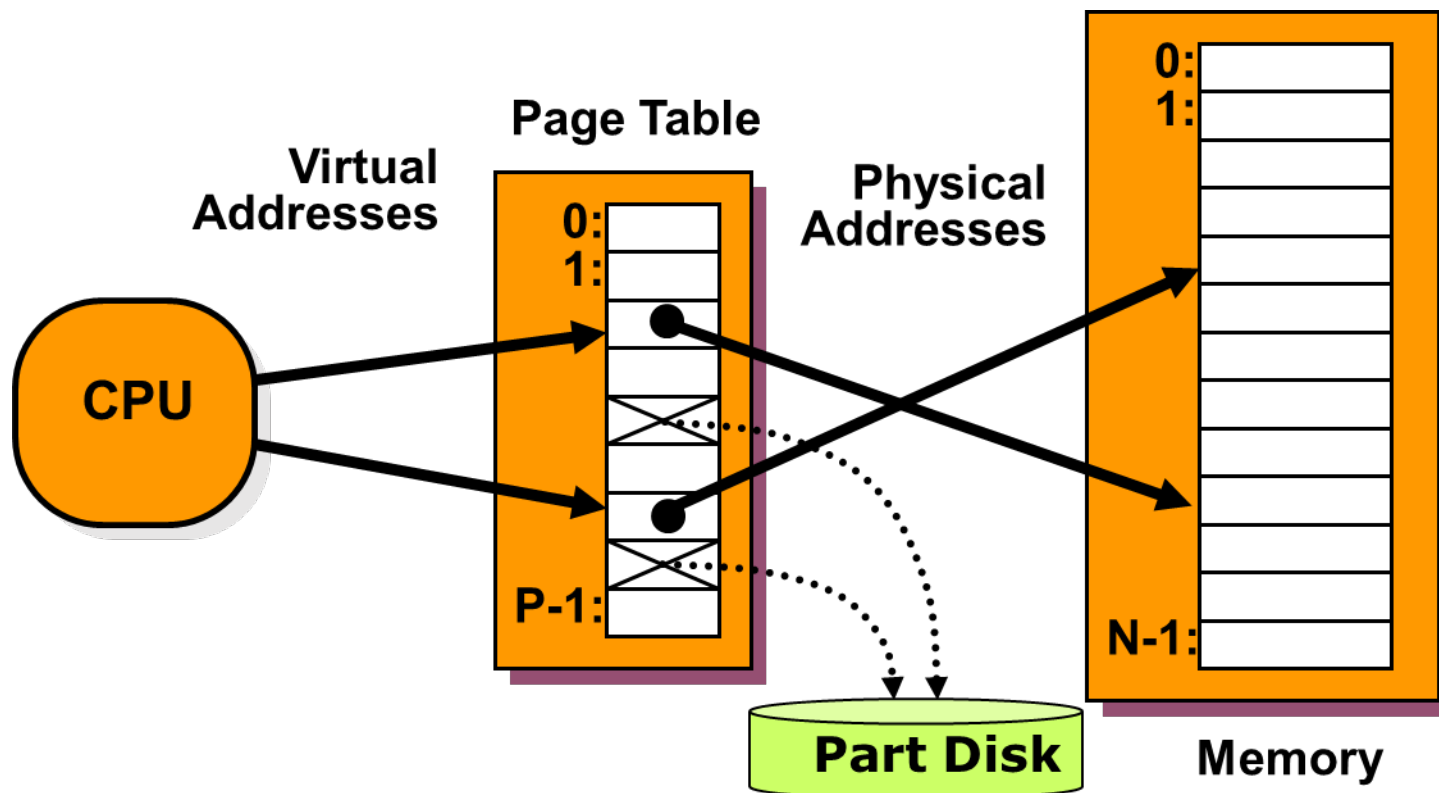 Page Table
Virtual
Addresses
Physical
Addresses
CPU
0:
1:
P-1:
0:
1:
N-1:
Part Disk
Memory